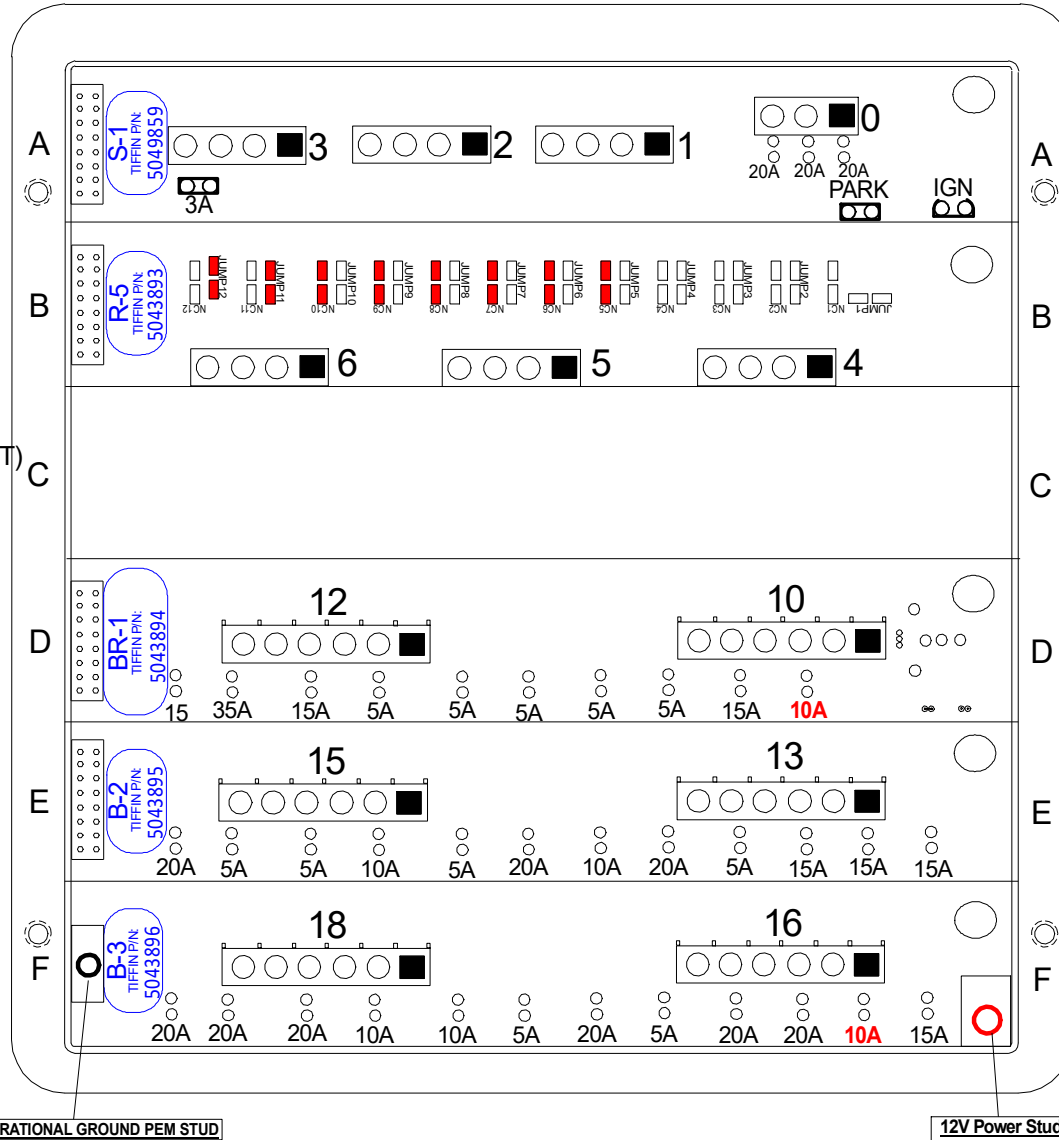 A
A
S-1
TIFFIN P/N:
5049859
3
2
1
0
20A
20A
20A
3A
PARK
IGN
B
B
R-5
TIFFIN P/N:
5043893
JUMP12
JUMP11
JUMP10
JUMP9
JUMP8
JUMP7
JUMP6
JUMP5
JUMP4
JUMP3
JUMP2
JUMP1
NC12
NC11
NC10
NC9
NC8
NC7
NC6
NC5
NC4
NC3
NC2
NC1
6
5
4
T)
C
C
D
D
BR-1
TIFFIN P/N:
5043894
12
10
15 35A 15A 5A 5A 5A 5A 5A 15A 10A
E
E
B-2
TIFFIN P/N:
5043895
15
13
20A 5A 5A 10A 5A 20A 10A 20A 5A 15A 15A 15A
F
F
B-3
TIFFIN P/N:
5043896
18
16
20A 20A 20A 10A 10A 5A 20A 5A 20A 20A 10A 15A
RATIONAL GROUND PEM STUD
12V Power Stud